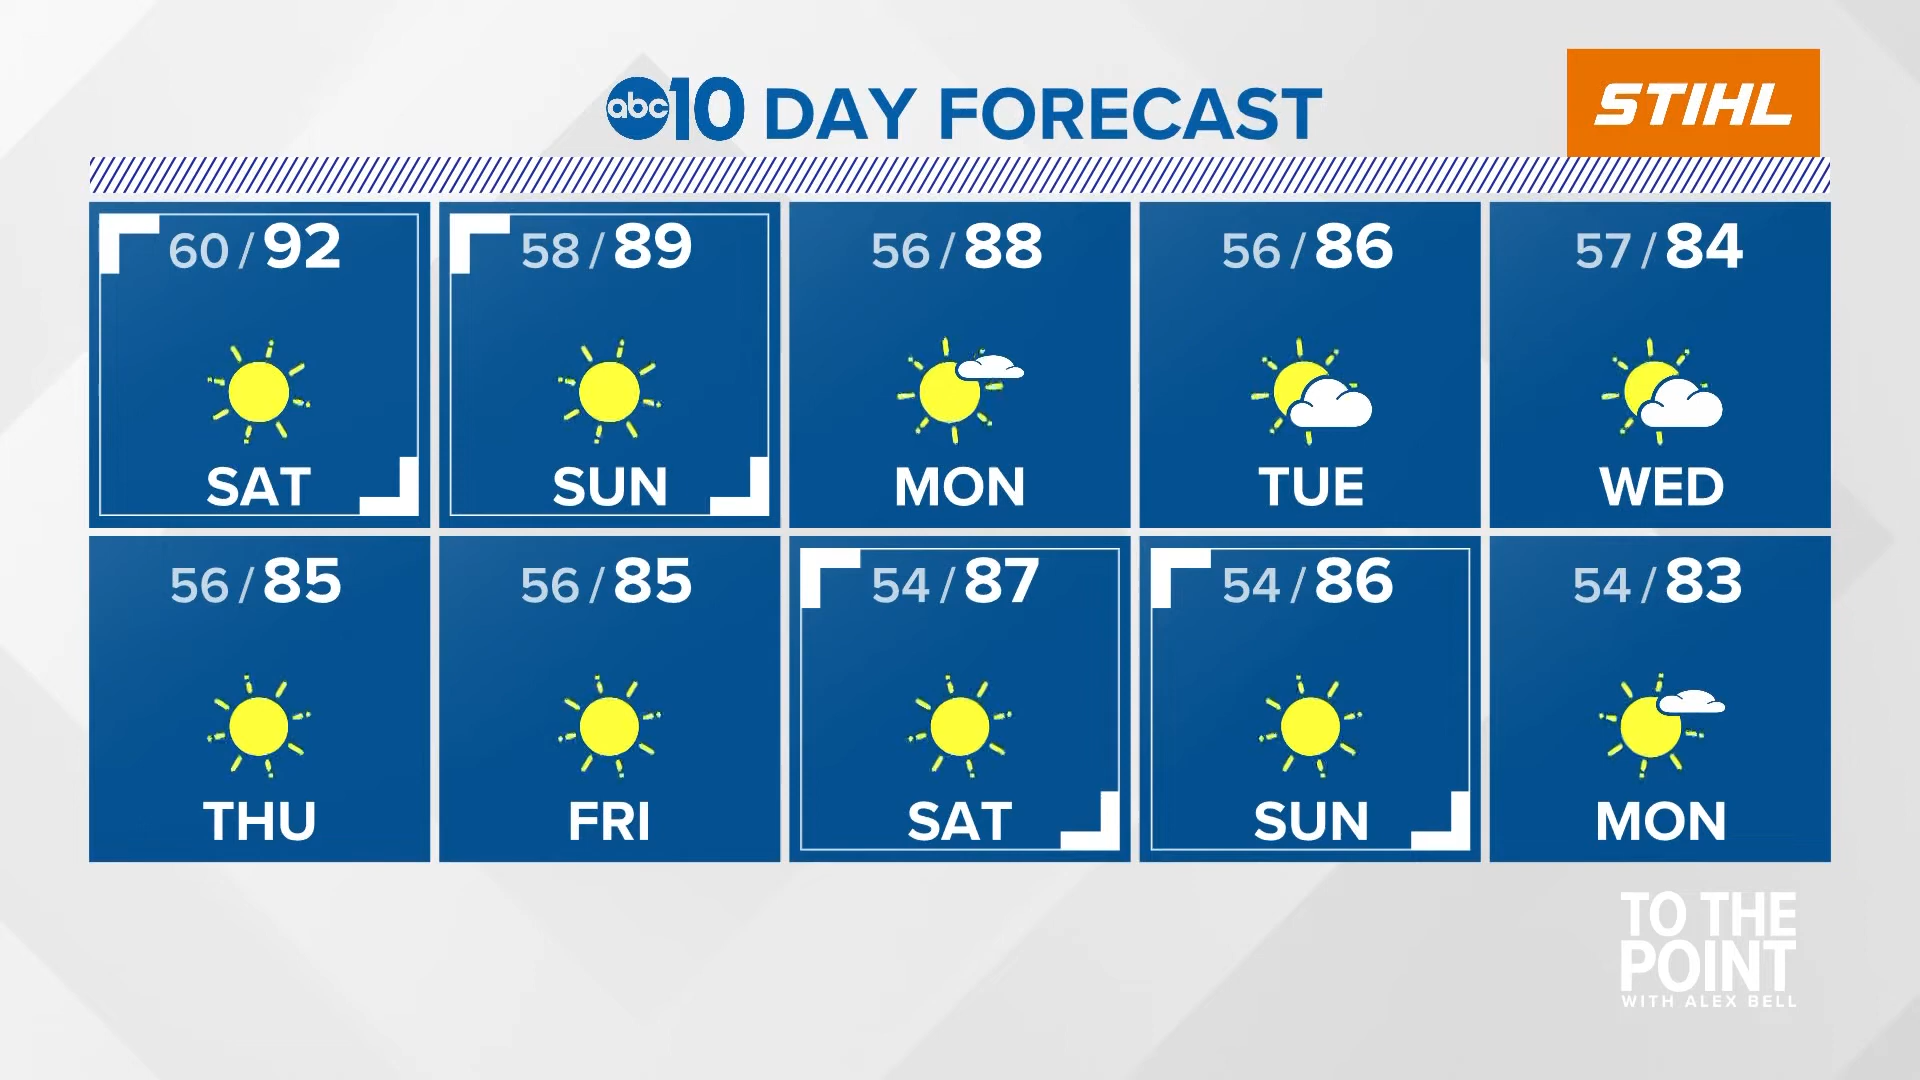 abc10 DAY FORECAST
STIHL
60/92
SAT
58/89
SUN
56/88
MON
56/86
TUE
57/84
WED
56/85
THU
56/85
FRI
54/87
SAT
54/86
SUN
54/83
MON
TO THE
POINT
WITH ALEX BELL